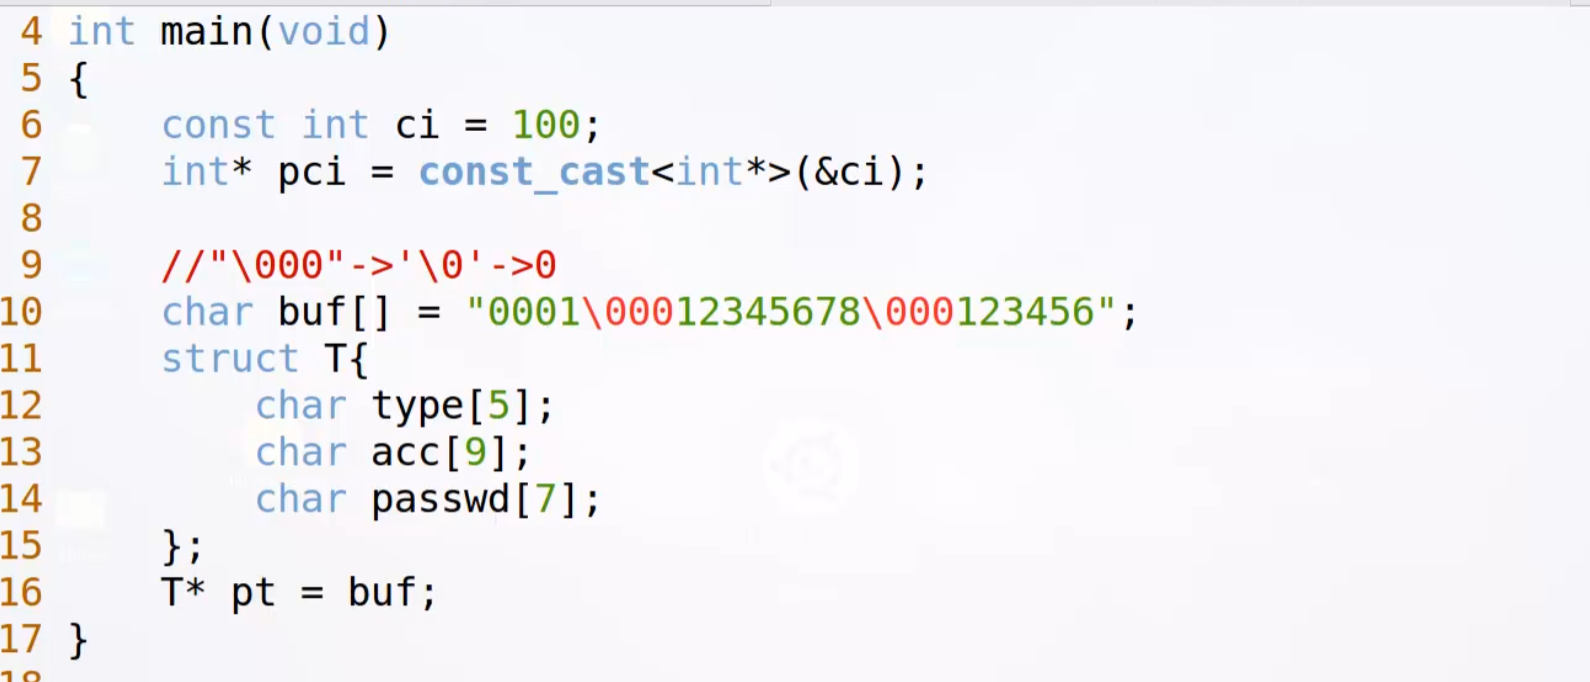 4 int main(void)
5 {
6     const int ci = 100;
7     int* pci = const_cast<int*>(&ci);
8
9     //"\000"->'\0'->0
10     char buf[] = "0001\00012345678\000123456";
11     struct T{
12         char type[5];
13         char acc[9];
14         char passwd[7];
15     };
16     T* pt = buf;
17 }
18